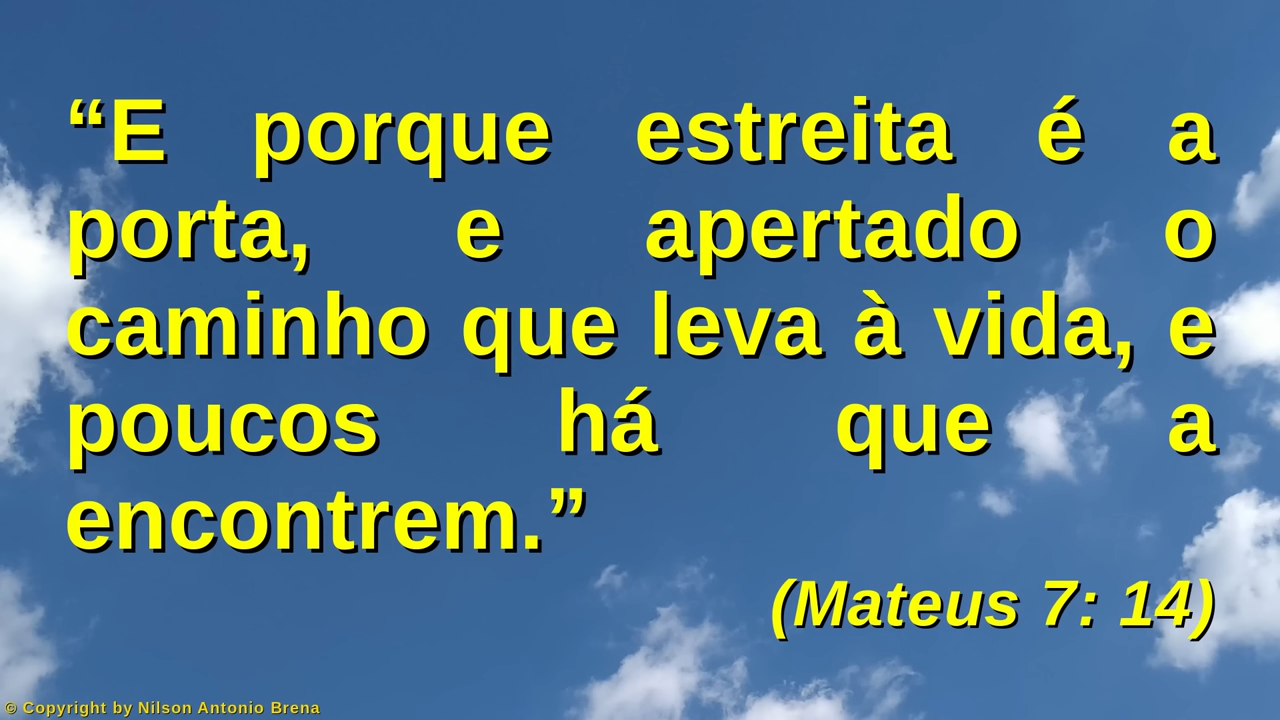 “E porque estreita é a
porta, e apertado o
caminho que leva à vida, e
poucos há que a
encontrem.”
(Mateus 7: 14)
© Copyright by Nilson Antonio Brena